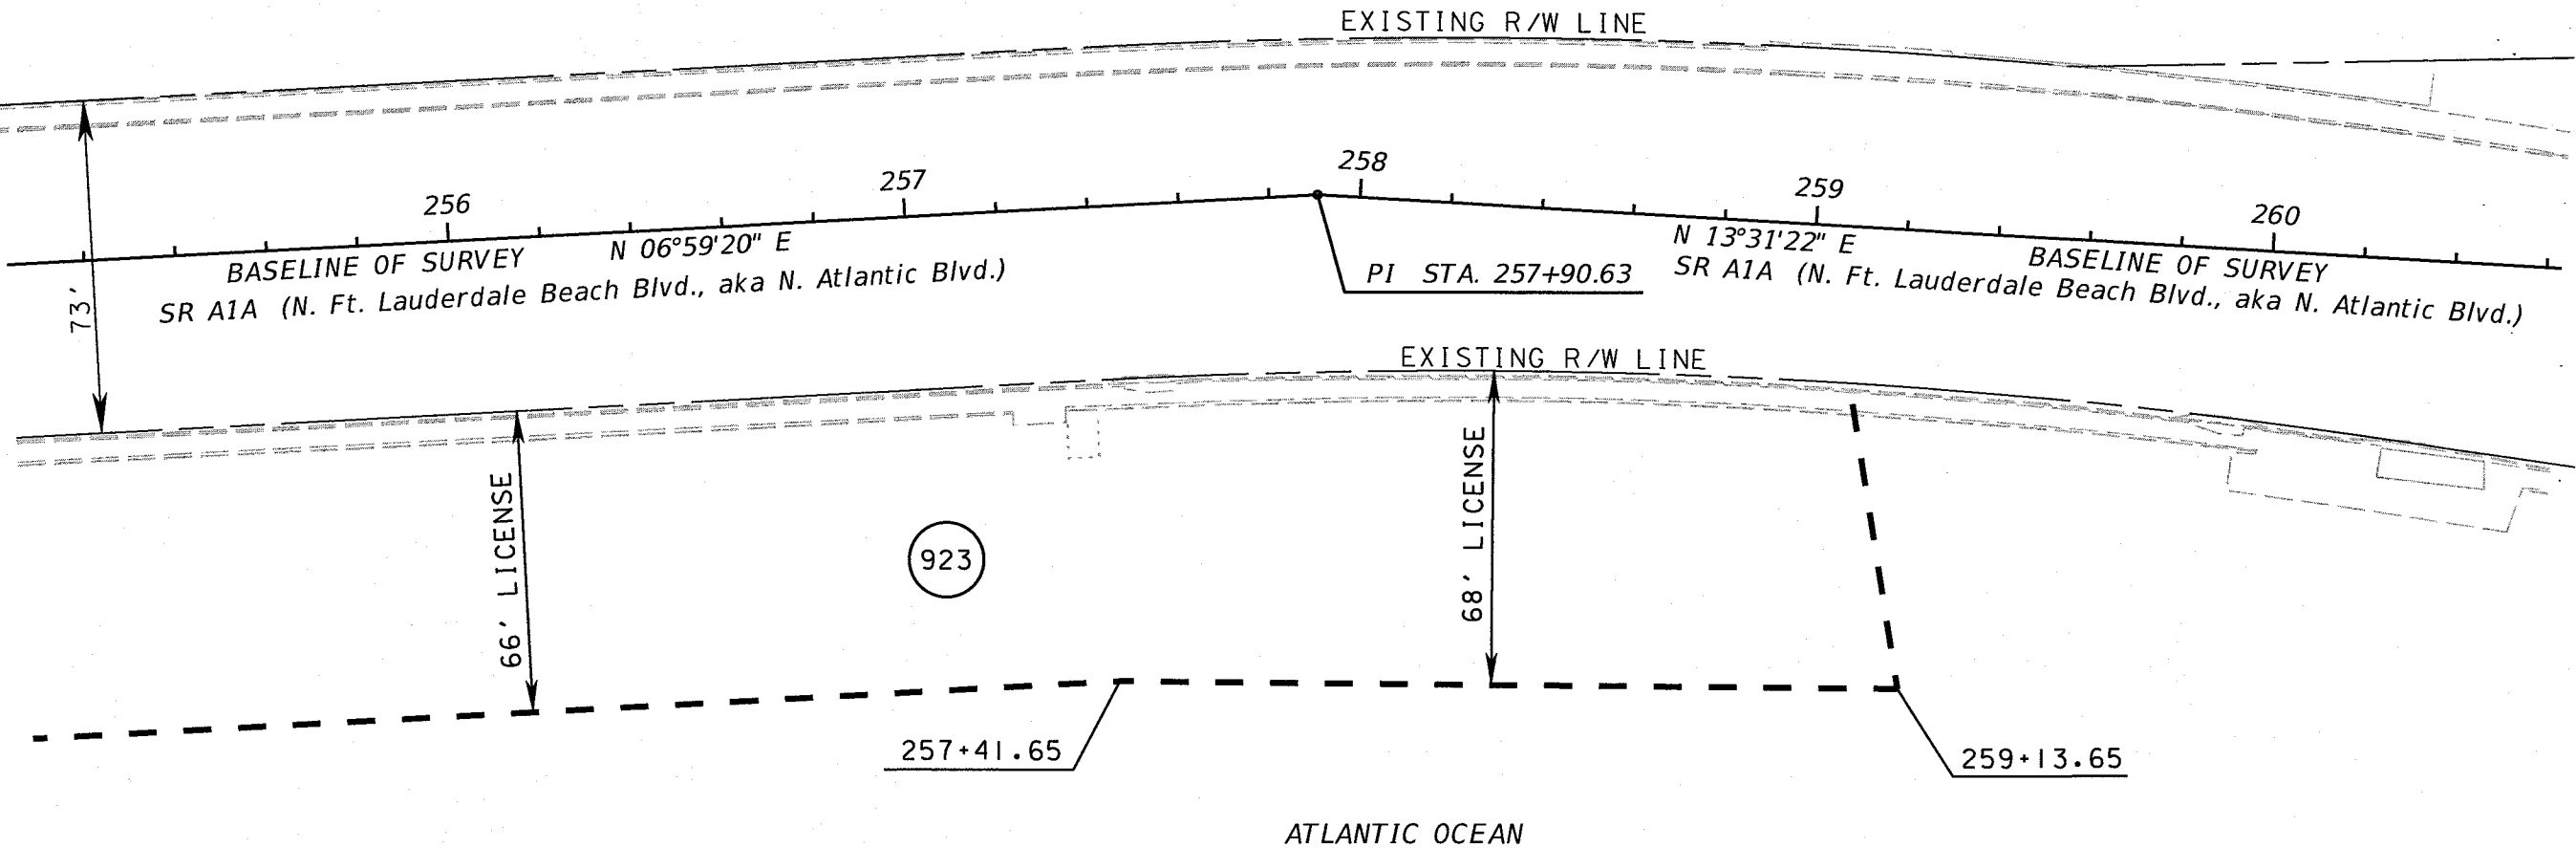 EXISTING R/W LINE
256
257
258
259
260
BASELINE OF SURVEY
N 06°59'20" E
SR A1A (N. Ft. Lauderdale Beach Blvd., aka N. Atlantic Blvd.)
PI STA. 257+90.63
N 13°31'22" E
BASELINE OF SURVEY
SR A1A (N. Ft. Lauderdale Beach Blvd., aka N. Atlantic Blvd.)
73'
EXISTING R/W LINE
66' LICENSE
923
68' LICENSE
257+41.65
259+13.65
ATLANTIC OCEAN